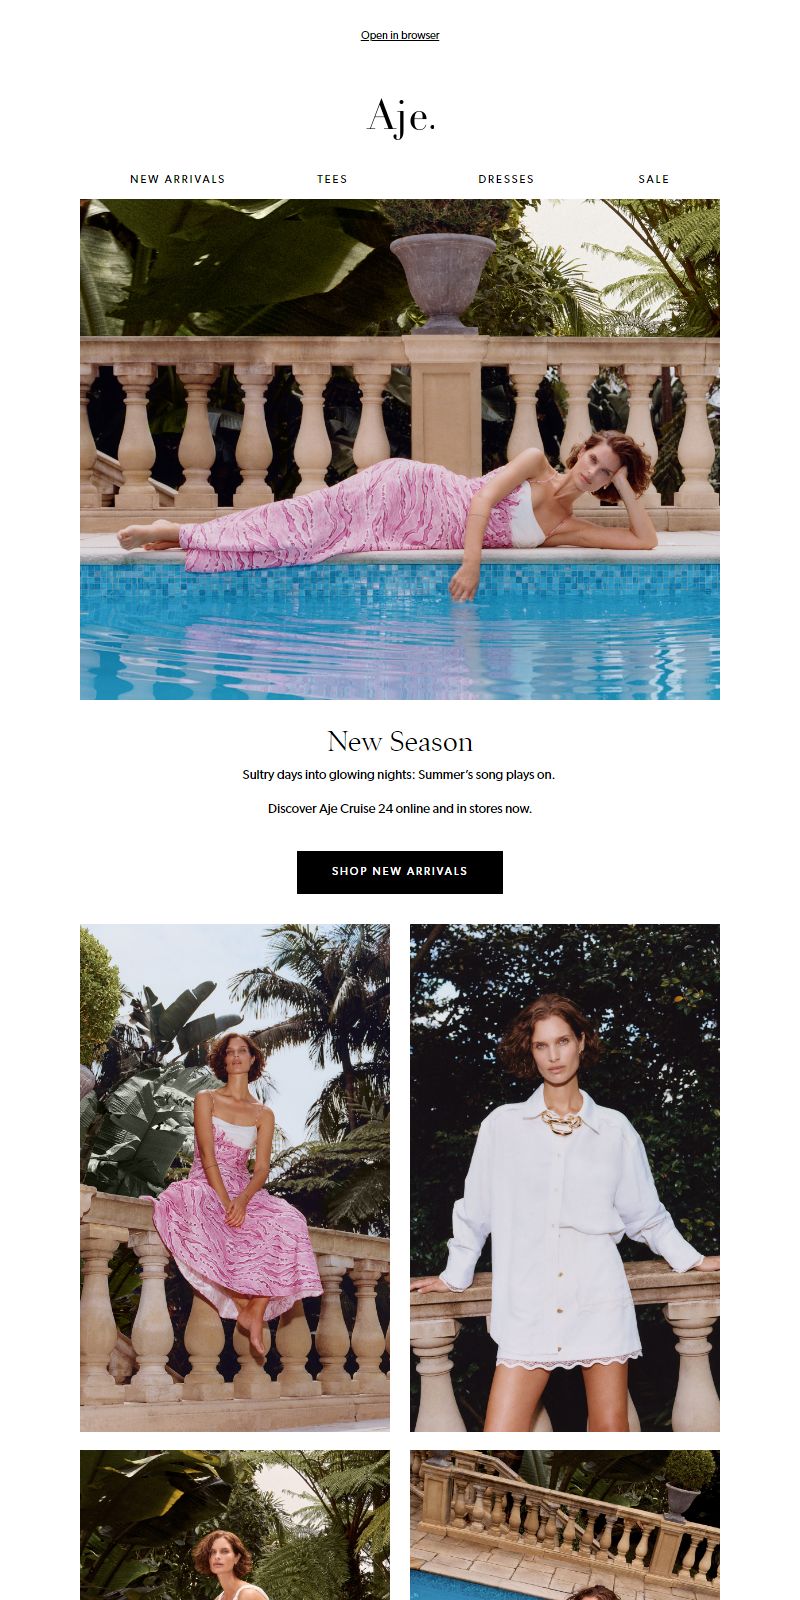 Open in browser
Aje.
NEW ARRIVALS TEES DRESSES SALE
New Season
Sultry days into glowing nights: Summer's song plays on.
Discover Aje Cruise 24 online and in stores now.
SHOP NEW ARRIVALS